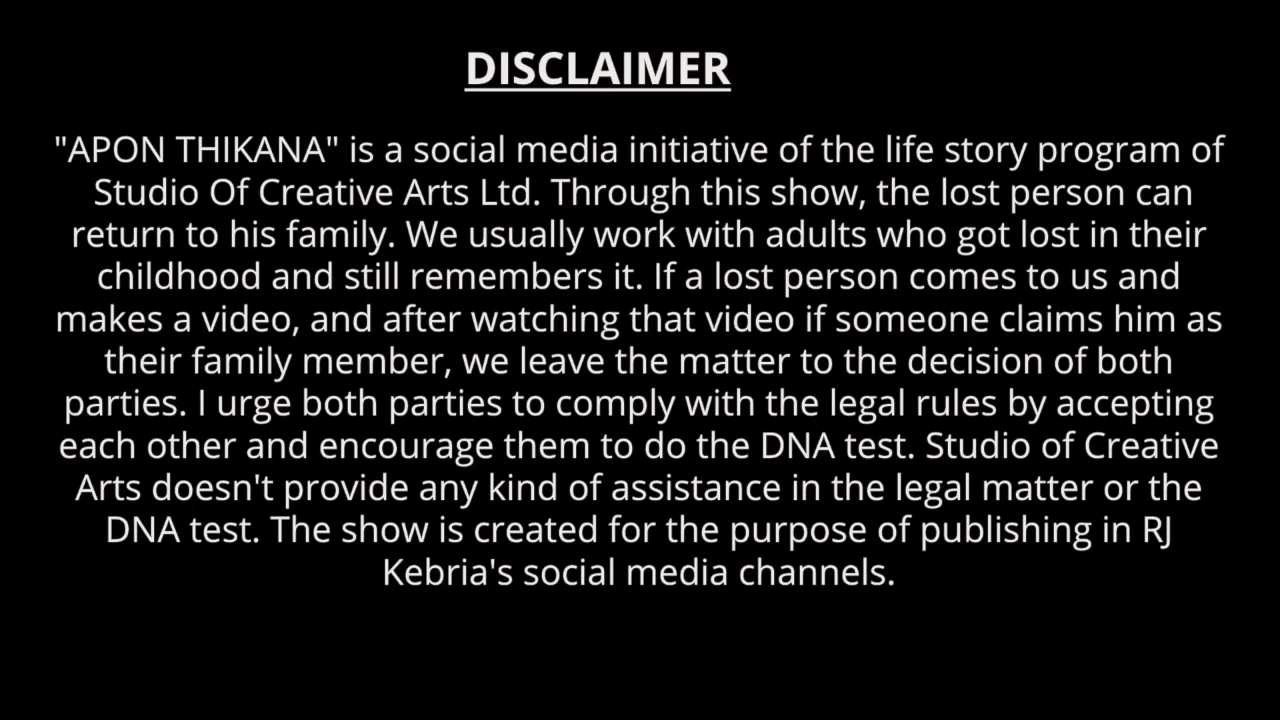 DISCLAIMER
"APON THIKANA" is a social media initiative of the life story program of
Studio Of Creative Arts Ltd. Through this show, the lost person can
return to his family. We usually work with adults who got lost in their
childhood and still remembers it. If a lost person comes to us and
makes a video, and after watching that video if someone claims him as
their family member, we leave the matter to the decision of both
parties. I urge both parties to comply with the legal rules by accepting
each other and encourage them to do the DNA test. Studio of Creative
Arts doesn't provide any kind of assistance in the legal matter or the
DNA test. The show is created for the purpose of publishing in RJ
Kebria's social media channels.